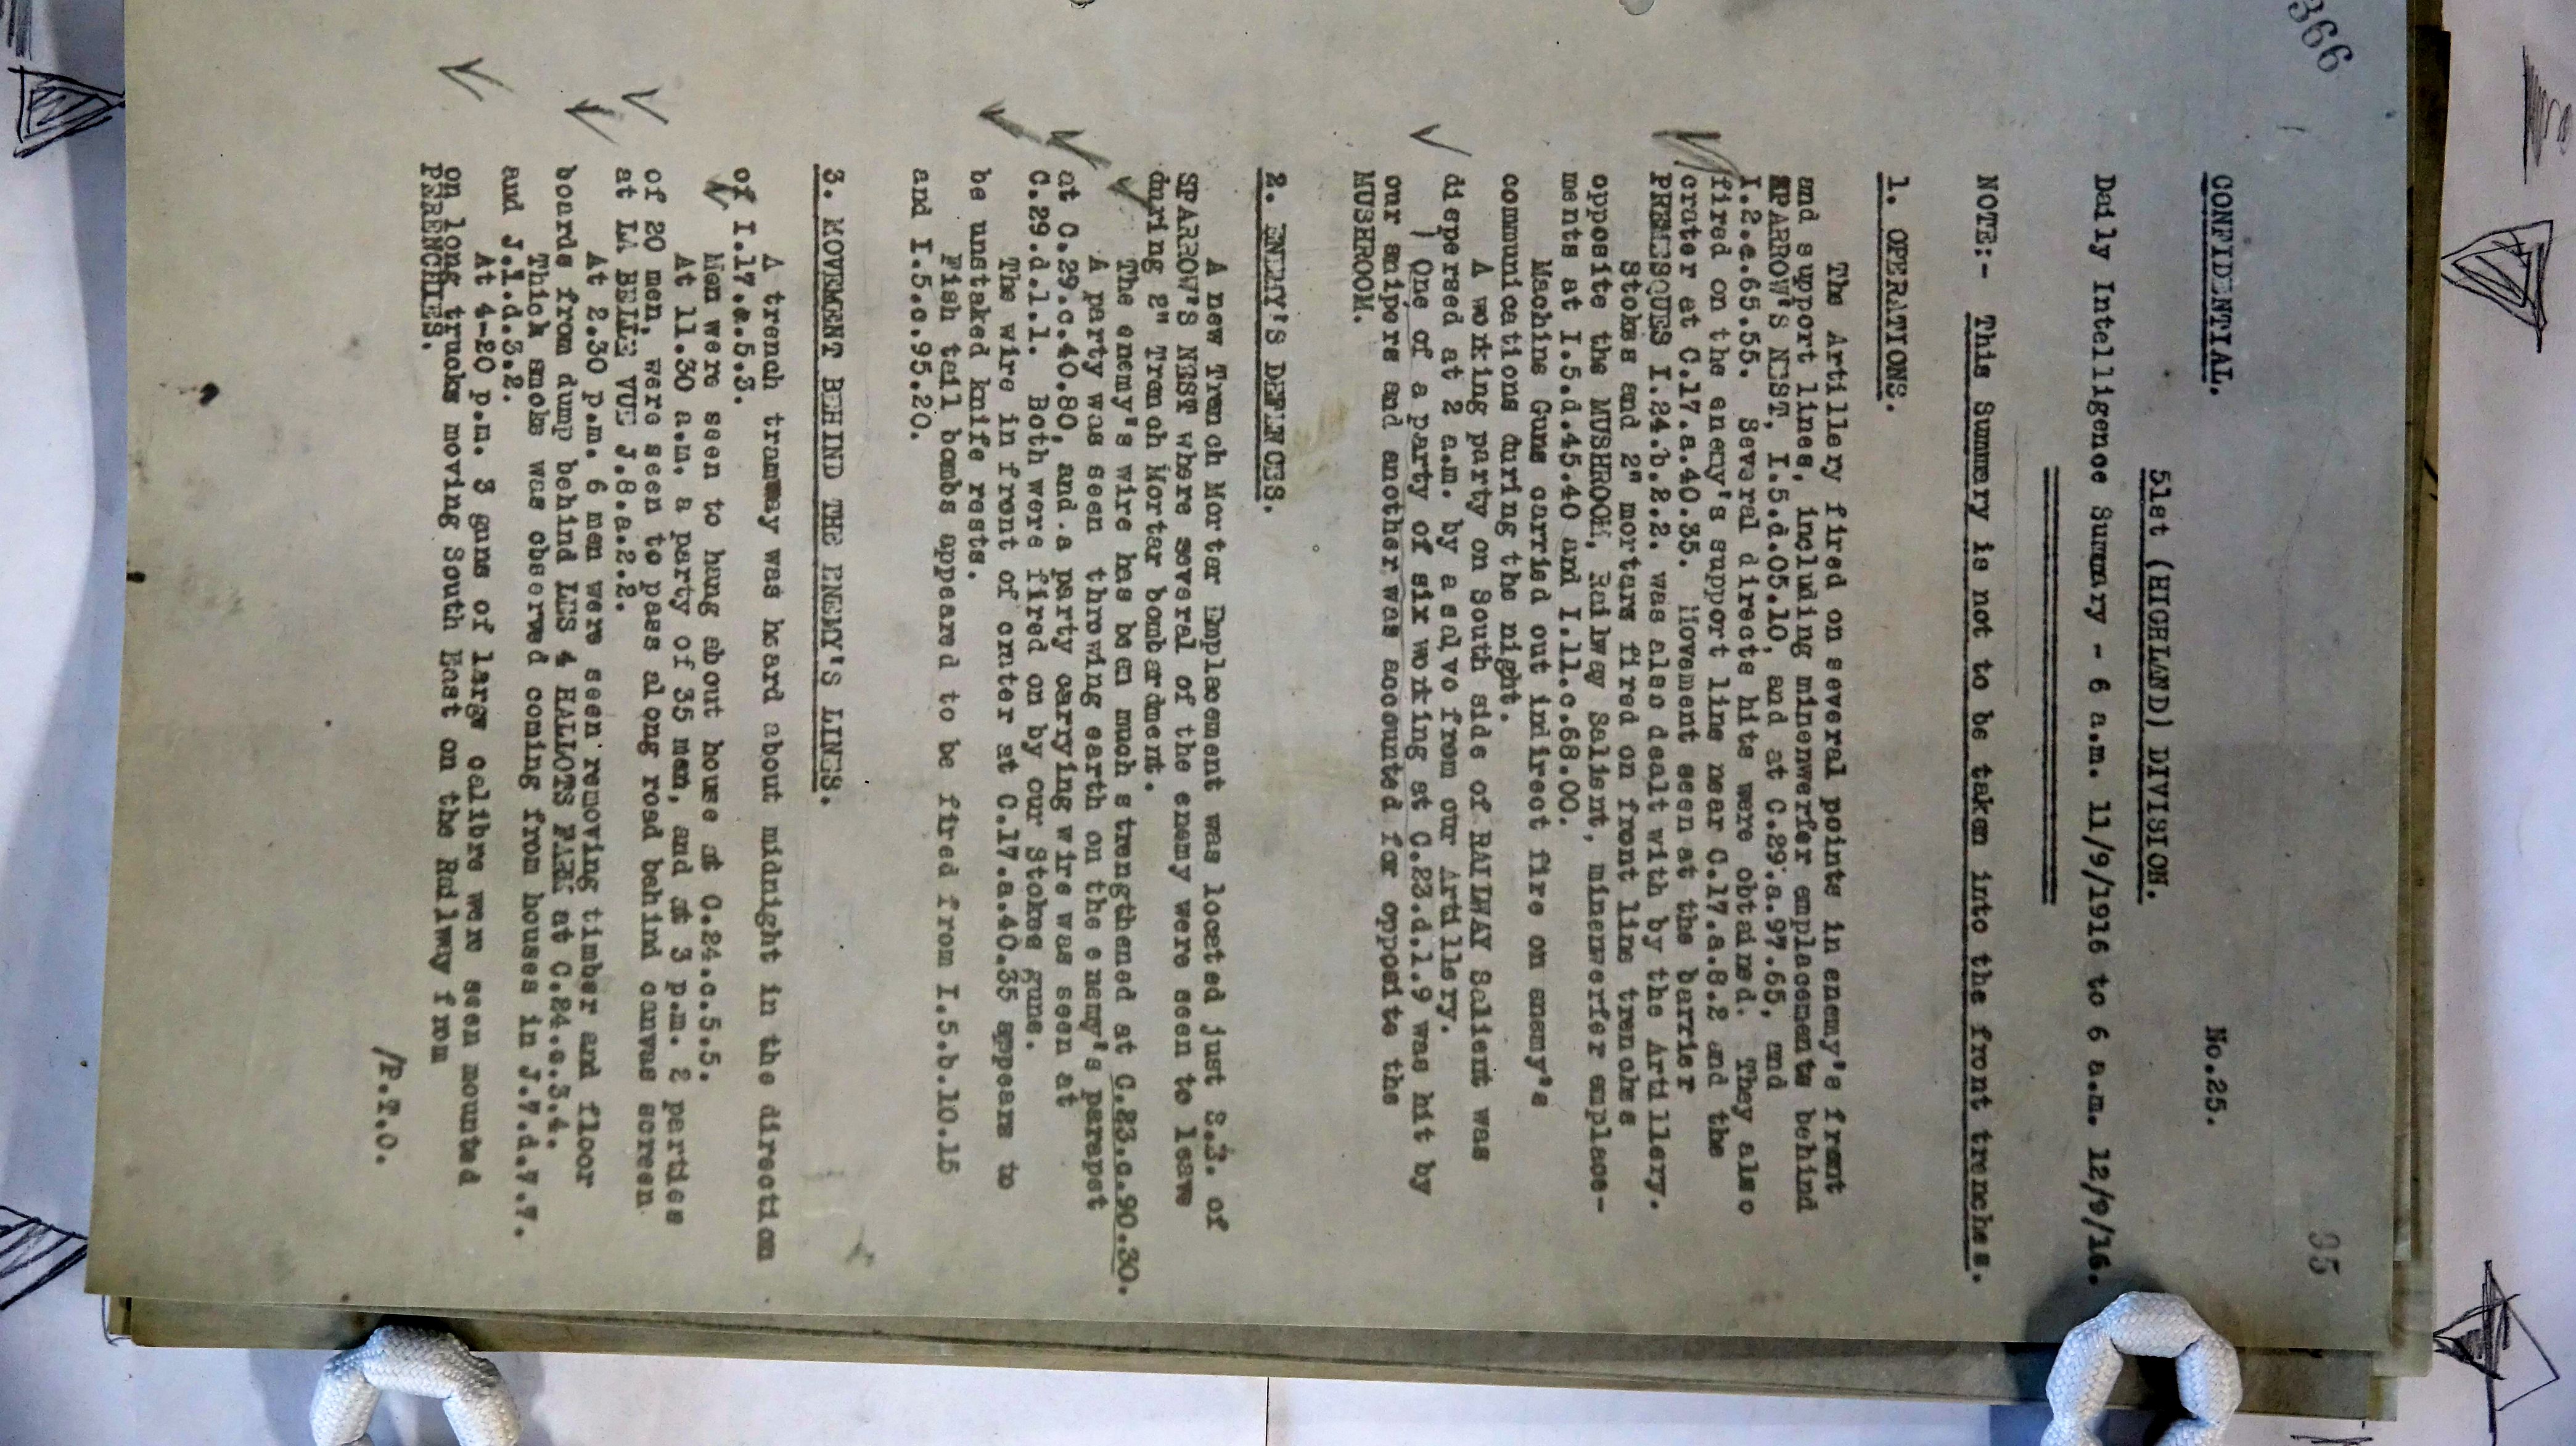 366
35
CONFIDENTIAL. No.25.
51st (HIGHLAND) DIVISION.
Daily Intelligence Summary - 6 a.m. 11/9/1916 to 6 a.m. 12/9/16.
NOTE:- This Summary is not to be taken into the front trenches.
1. OPERATIONS.
The Artillery fired on several points in enemy's front
and support lines, including minenwerfer emplacements behind
SPARROW'S NEST, I.5.d.05.10, and at C.29.a.97.65, and
I.2.c.65.55. Several directs hits were obtained. They also
fired on the enemy's support line near C.17.a.8.2 and the
crater at C.17.a.40.35. Movement seen at the barrier
PREMESQUES I.24.b.2.2. was also dealt with by the Artillery.
Stokes and 2" mortars fired on front line trenches
opposite the MUSHROOM, Railway Salient, minenwerfer emplace-
ments at I.5.d.45.40 and I.11.c.68.00.
Machine Guns carried out indirect fire on enemy's
communications during the night.
A working party on South side of RAILWAY Salient was
dispersed at 2 a.m. by a salvo from our Artillery.
One of a party of six working at C.23.d.1.9 was hit by
our snipers and another was accounted for opposite the
MUSHROOM.
2. ENEMY'S DEFENCES.
A new Trench Mortar Emplacement was located just S.E. of
SPARROW'S NEST where several of the enemy were seen to leave
during 2" Trench Mortar bombardment.
The enemy's wire has been much strengthened at C.23.c.90.30.
A party was seen throwing earth on the enemy's parapet
at C.29.c.40.80, and a party carrying wire was seen at
C.29.d.1.1. Both were fired on by our Stokes guns.
The wire in front of crater at C.17.a.40.35 appears to
be unstaked knife rests.
Fish tail bombs appeared to be fired from I.5.b.10.15
and I.5.c.95.20.
3. MOVEMENT BEHIND THE ENEMY'S LINES.
A trench tramway was heard about midnight in the direction
of I.17.a.5.3.
Men were seen to hang about house at C.24.c.5.5.
At 11.30 a.m. a party of 35 men, and at 3 p.m. 2 parties
of 20 men, were seen to pass along road behind canvas screen
at LA BELLE VUE J.8.a.2.2.
At 2.30 p.m. 6 men were seen removing timber and floor
boards from dump behind LES 4 HALLOTS FARM at C.24.c.3.4.
Thick smoke was observed coming from houses in J.7.d.7.7.
and J.1.d.3.2.
At 4-20 p.m. 3 guns of large calibre were seen mounted
on long trucks moving South East on the Railway from
PERENCHIES.
/P.T.O.